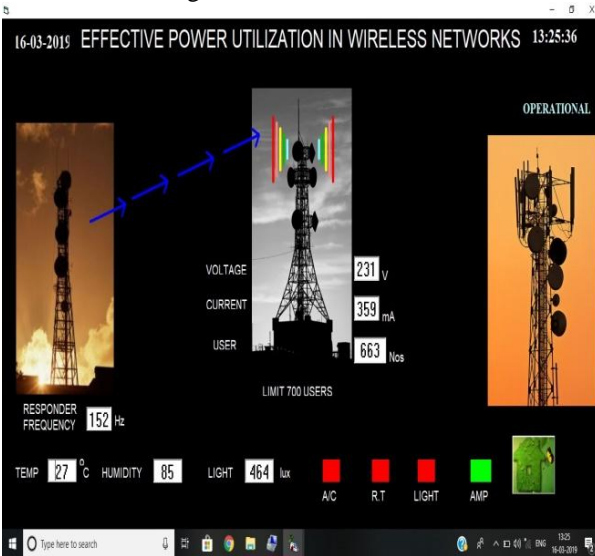 16-03-2019 EFFECTIVE POWER UTILIZATION IN WIRELESS NETWORKS 13:25:36
OPERATIONAL
VOLTAGE 231 V
CURRENT 359 mA
USER 663 Nos
LIMIT 700 USERS
RESPONDER
FREQUENCY 152 Hz
TEMP 27 °C HUMIDITY 85 LIGHT 464 lux
A/C R.T LIGHT AMP
Type here to search
ENG
13:25
16-03-2019